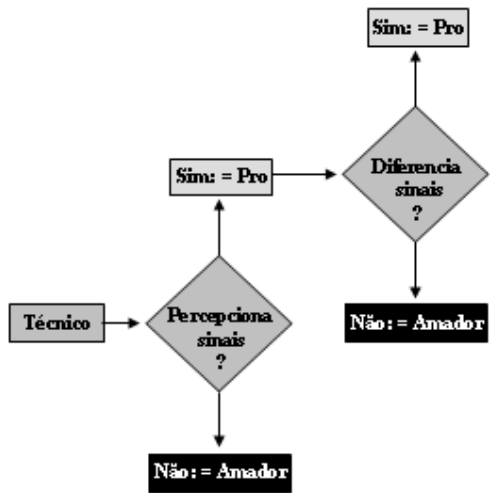 Sim: = Pro
Diferencia
sinais
?
Sim: = Pro
Não: = Amador
Técnico
Percepciona
sinais
?
Não: = Amador